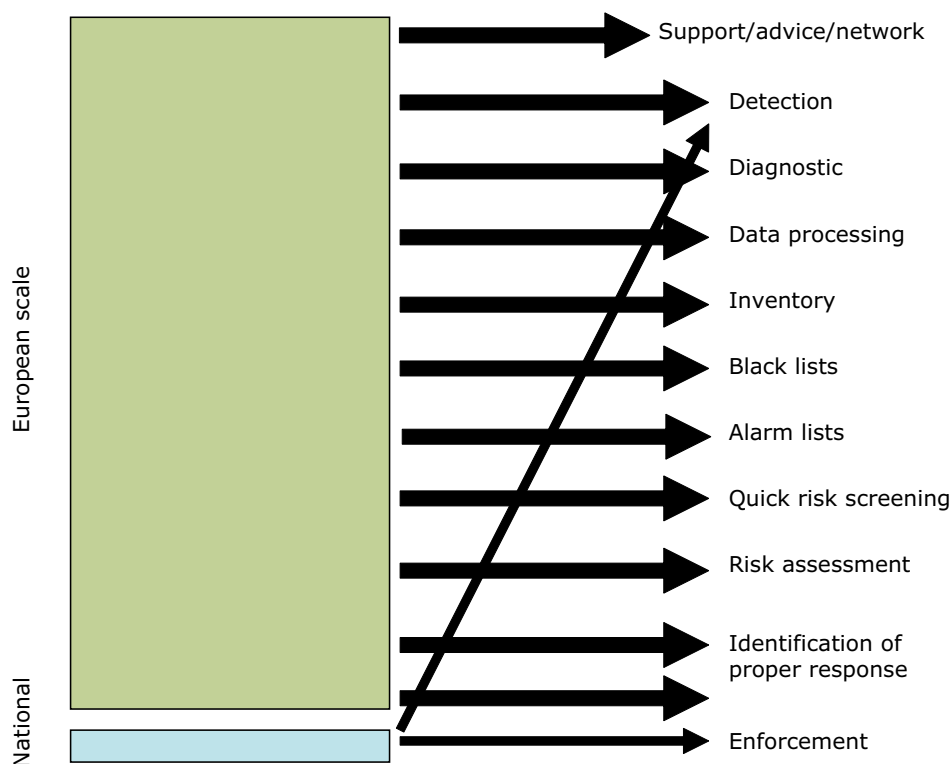 Support/advice/network
Detection
Diagnostic
Data processing
Inventory
Black lists
Alarm lists
Quick risk screening
Risk assessment
Identification of
proper response
Enforcement
European scale
National